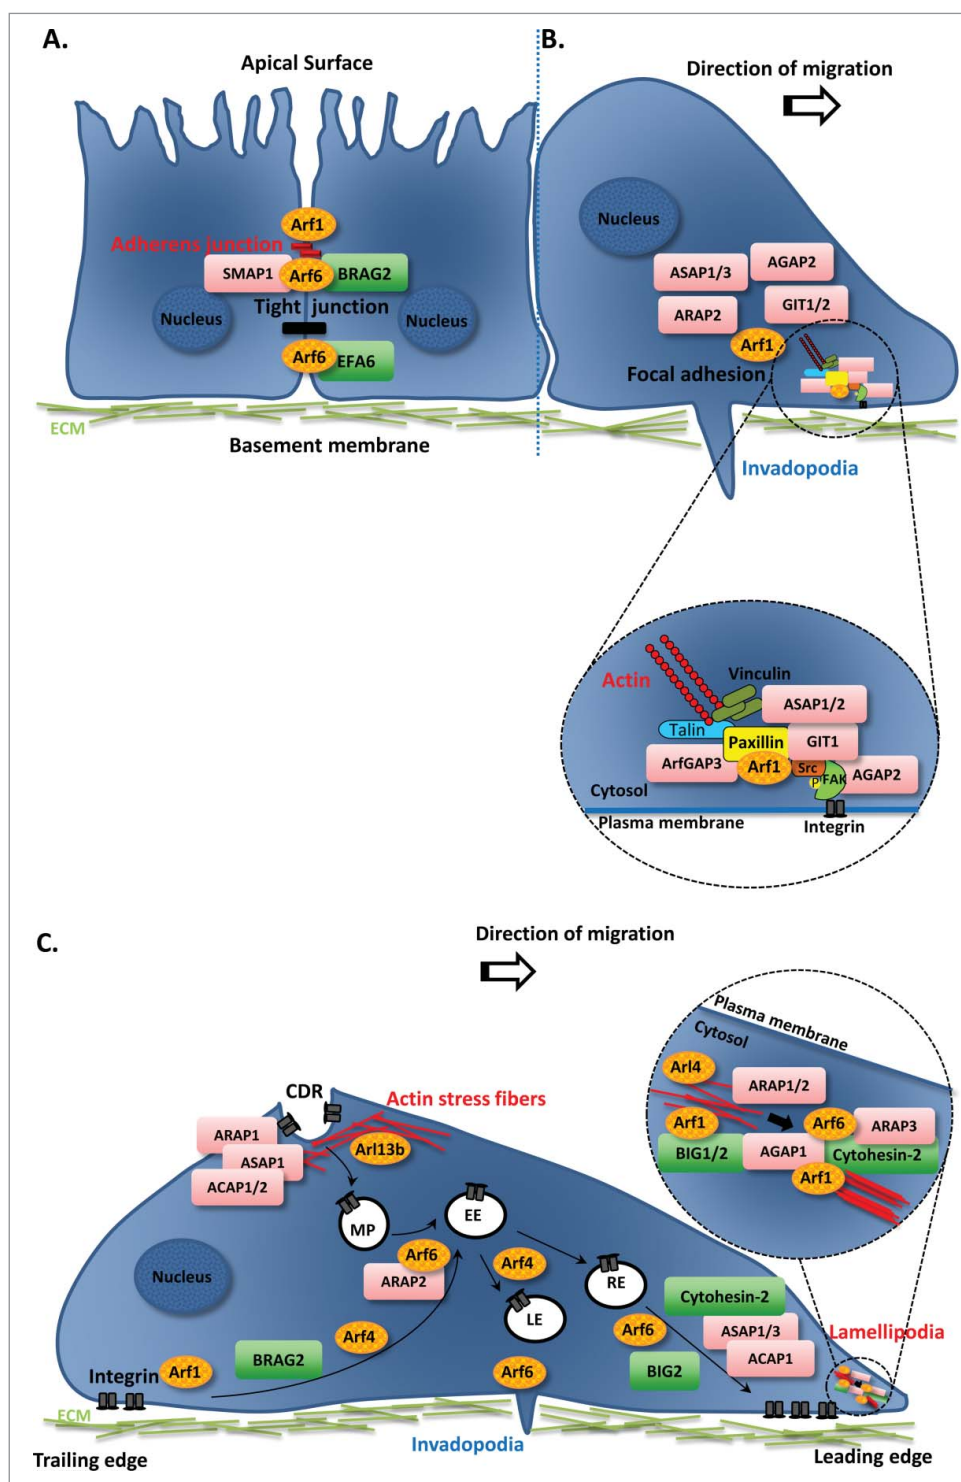 A.
B.
Apical Surface
Direction of migration
Nucleus
Arf1
Adherens junction
SMAP1
Arf6
BRAG2
Tight junction
Nucleus
Nucleus
Arf6
EFA6
ASAP1/3
AGAP2
ARAP2
GIT1/2
Arf1
Focal adhesion
ECM
Basement membrane
Invadopodia
Actin
Vinculin
ASAP1/2
Talin
Paxillin
GIT1
ArfGAP3
Arf1
Src
P
FAK
AGAP2
Cytosol
Plasma membrane
Integrin
C.
Direction of migration
Plasma membrane
Cytosol
Arl4
ARAP1/2
Arf1
Arf6
ARAP3
BIG1/2
AGAP1
Cytohesin-2
Arf1
CDR
Actin stress fibers
ARAP1
ASAP1
ACAP1/2
Arl13b
MP
EE
Nucleus
Arf6
ARAP2
Arf4
RE
LE
Cytohesin-2
Arf4
Arf6
ASAP1/3
Lamellipodia
BRAG2
BIG2
ACAP1
Integrin
Arf1
Arf6
ECM
Invadopodia
Trailing edge
Leading edge